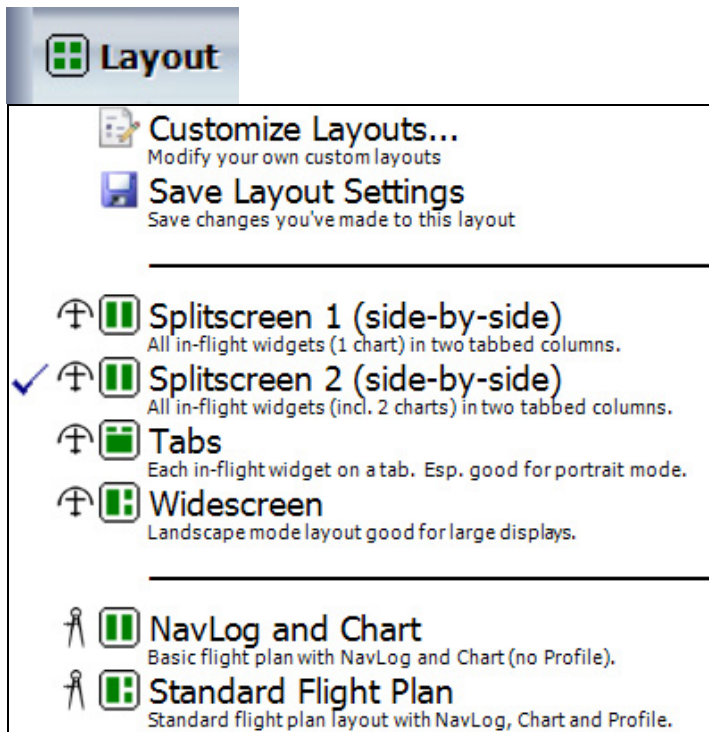 Layout
Customize Layouts...
Modify your own custom layouts
Save Layout Settings
Save changes you've made to this layout
Splitscreen 1 (side-by-side)
All in-flight widgets (1 chart) in two tabbed columns.
Splitscreen 2 (side-by-side)
All in-flight widgets (incl. 2 charts) in two tabbed columns.
Tabs
Each in-flight widget on a tab. Esp. good for portrait mode.
Widescreen
Landscape mode layout good for large displays.
NavLog and Chart
Basic flight plan with NavLog and Chart (no Profile).
Standard Flight Plan
Standard flight plan layout with NavLog, Chart and Profile.